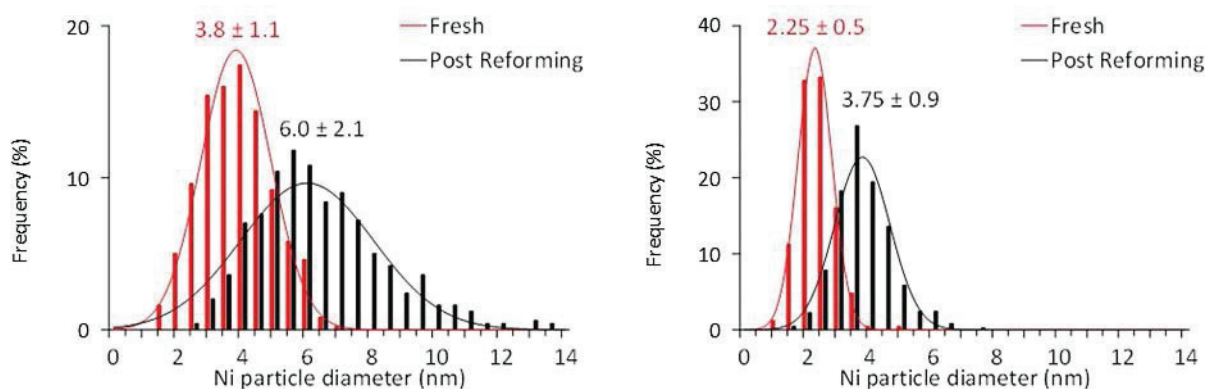 20
10
0
Frequency (%)
3.8 ± 1.1
6.0 ± 2.1
Fresh
Post Reforming
0 2 4 6 8 10 12 14
Ni particle diameter (nm)
40
30
20
10
0
Frequency (%)
2.25 ± 0.5
3.75 ± 0.9
Fresh
Post Reforming
0 2 4 6 8 10 12 14
Ni particle diameter (nm)